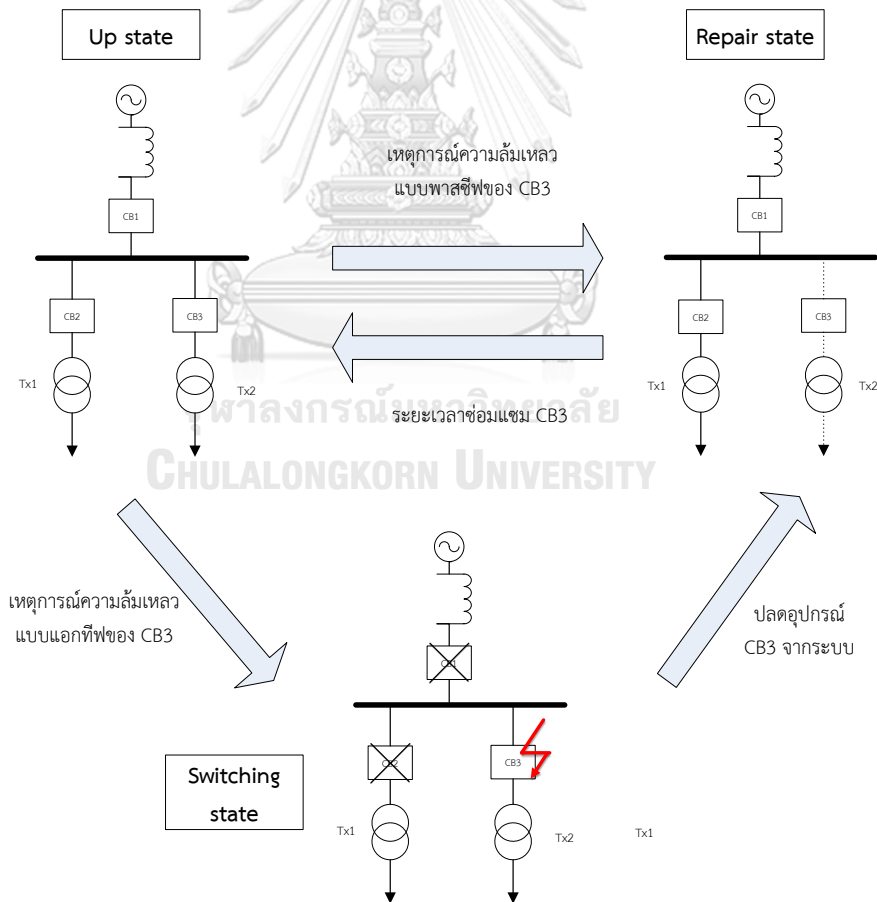 Up state
Repair state
เหตุการณ์ความล้มเหลว
แบบพาสซีฟของ CB3
CB1
CB1
CB2
CB3
CB2
CB3
Tx1
Tx2
Tx1
Tx2
ระยะเวลาซ่อมแซม CB3
จุฬาลงกรณ์มหาวิทยาลัย
CHULALONGKORN UNIVERSITY
เหตุการณ์ความล้มเหลว
แบบแอกทีฟของ CB3
ปลดอุปกรณ์
CB3 จากระบบ
CB1
CB2
CB3
Switching
state
Tx1
Tx2
Tx1